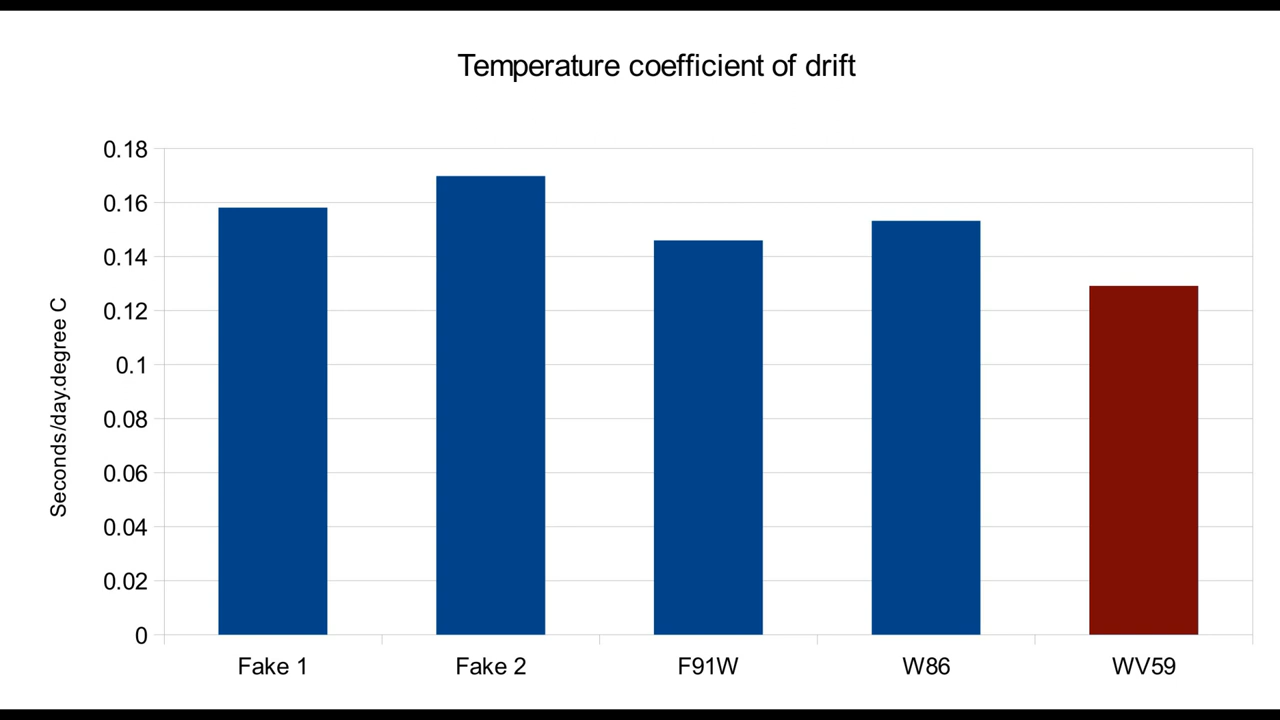 Temperature coefficient of drift
Seconds/day.degree C
0.18
0.16
0.14
0.12
0.1
0.08
0.06
0.04
0.02
0
Fake 1
Fake 2
F91W
W86
WV59